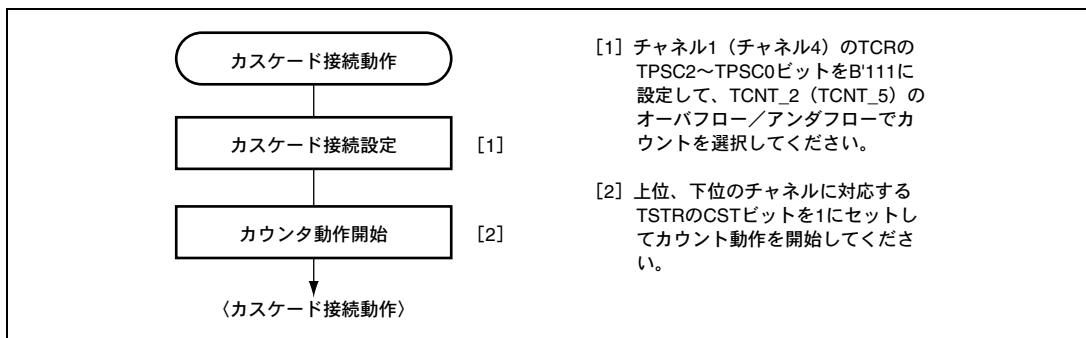 カスケード接続動作
カスケード接続設定 [1]
カウンタ動作開始 [2]
〈カスケード接続動作〉
[1] チャネル1（チャネル4）のTCRの
TPSC2～TPSC0ビットをB'111に
設定して、TCNT_2（TCNT_5）の
オーバフロー／アンダフローでカ
ウントを選択してください。
[2] 上位、下位のチャネルに対応する
TSTRのCSTビットを1にセットし
てカウント動作を開始してくださ
い。